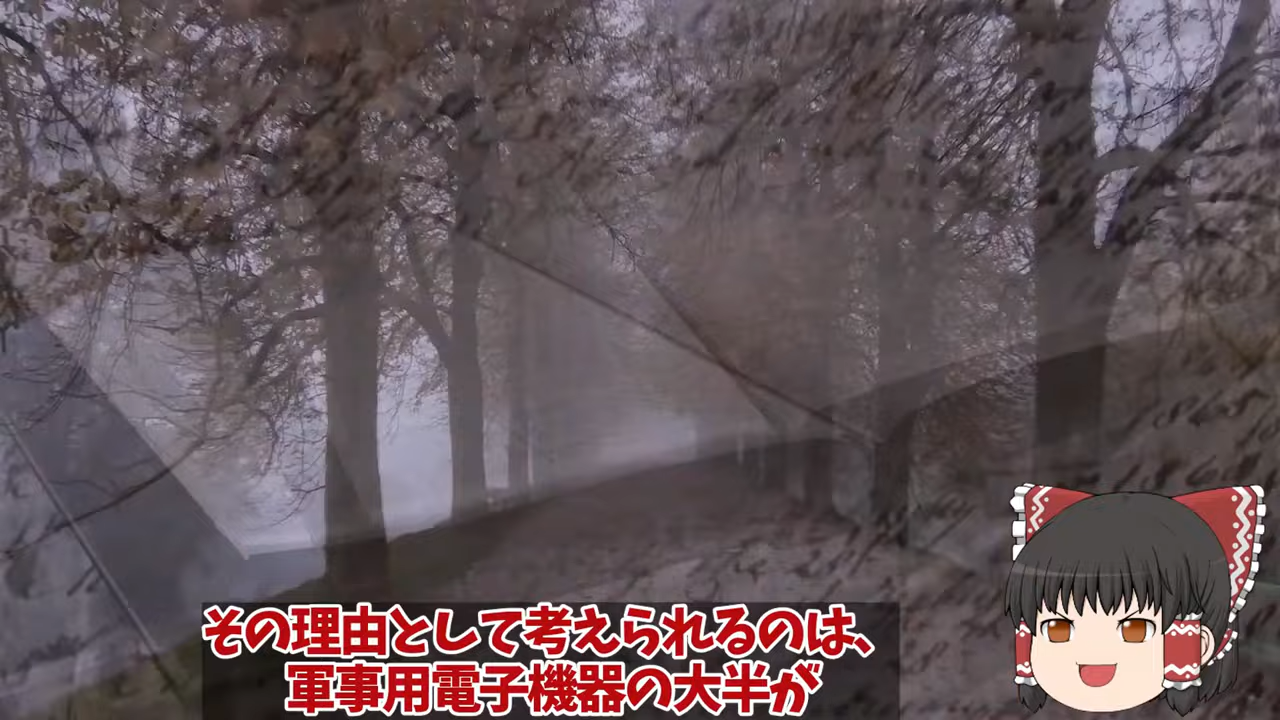 その理由として考えられるのは、
軍事用電子機器の大半が